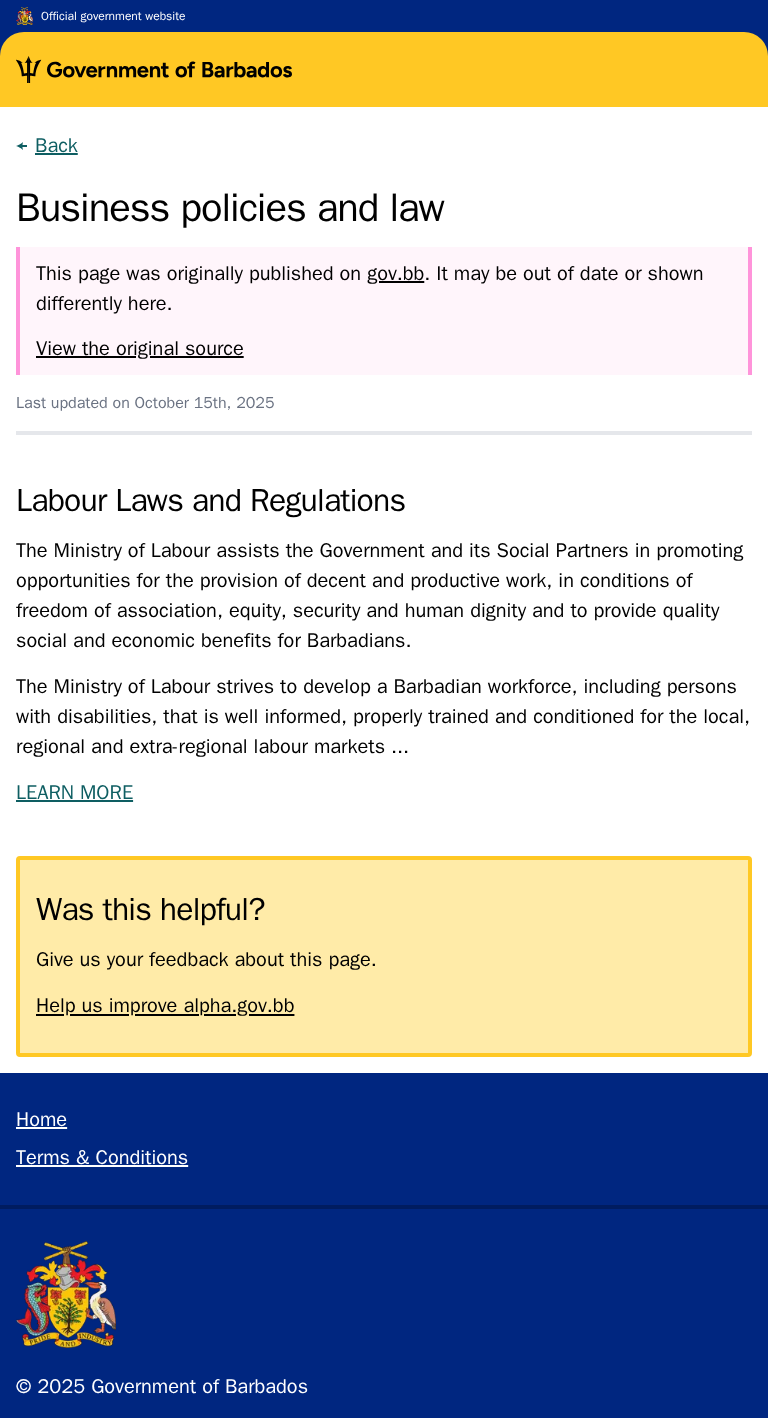 Official government website
Government of Barbados
Back
Business policies and law
This page was originally published on gov.bb. It may be out of date or shown
differently here.
View the original source
Last updated on October 15th, 2025
Labour Laws and Regulations
The Ministry of Labour assists the Government and its Social Partners in promoting
opportunities for the provision of decent and productive work, in conditions of
freedom of association, equity, security and human dignity and to provide quality
social and economic benefits for Barbadians.
The Ministry of Labour strives to develop a Barbadian workforce, including persons
with disabilities, that is well informed, properly trained and conditioned for the local,
regional and extra-regional labour markets ...
LEARN MORE
Was this helpful?
Give us your feedback about this page.
Help us improve alpha.gov.bb
Home
Terms & Conditions
PRIDE AND INDUSTRY
© 2025 Government of Barbados